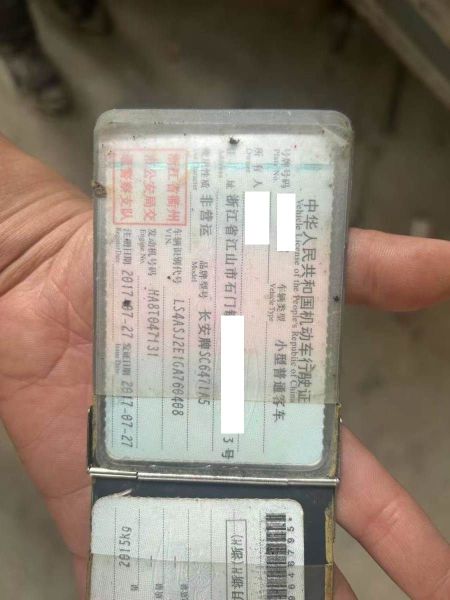 中华人民共和国机动车行驶证
Vehicle License of the People's Republic of China
号牌号码 车辆类型 小型普通客车
Plate No. Vehicle Type
所有人
Owner
住址 浙江省江山市石门镇 3号
Address
使用性质 非营运 品牌型号 长安牌SC6471A5
Model
浙江省衢州
市公安局交
通警察支队
车辆识别代号 LS4ASJ2E1GA760408
VIN
发动机号码 HA8T047131
Engine No.
注册日期 2017-07-27 发证日期 2017-07-27
Register Date Issue Date